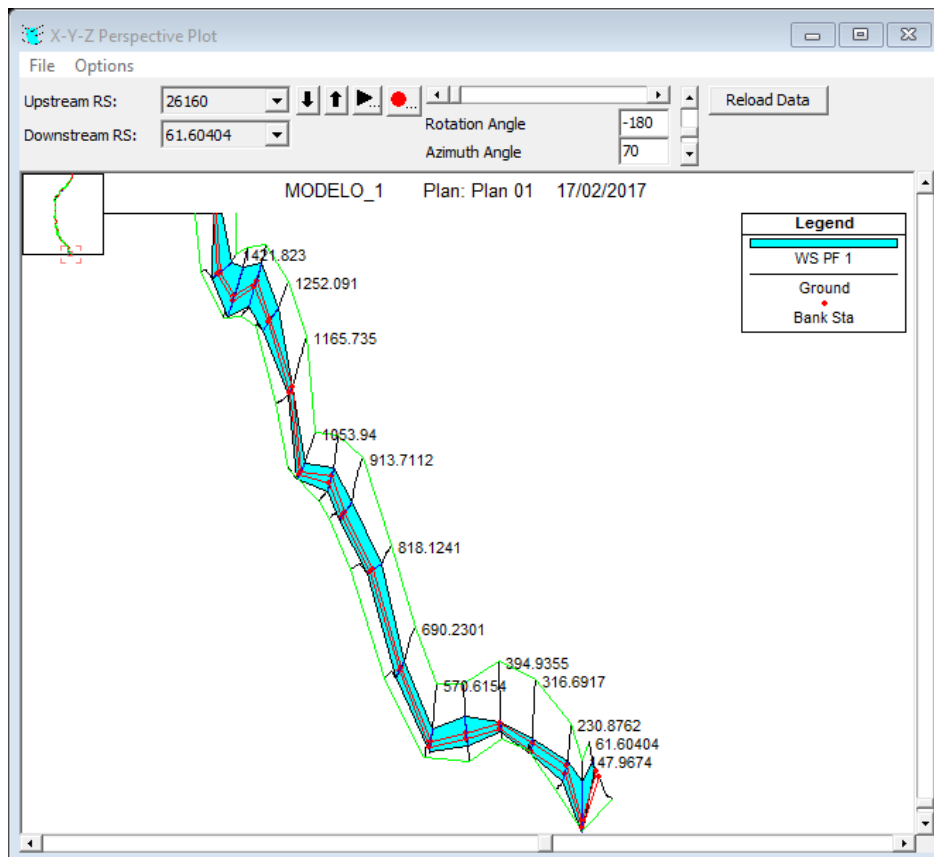 X-Y-Z Perspective Plot
File Options
Upstream RS: 26160
Downstream RS: 61.60404
Rotation Angle -180
Azimuth Angle 70
Reload Data
MODELO_1 Plan: Plan 01 17/02/2017
Legend
WS PF 1
Ground
Bank Sta
1421.823
1252.091
1165.735
1053.94
913.7112
818.1241
690.2301
570.6154
394.9355
316.6917
230.8762
61.60404
147.9674